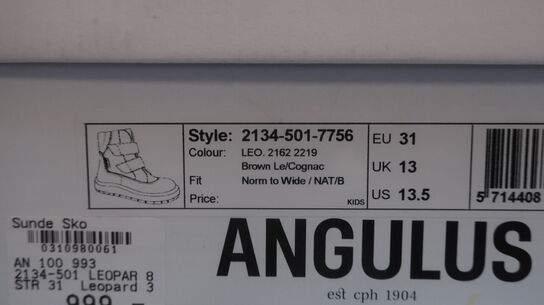 Style: 2134-501-7756
Colour: LEO. 2162 2219
Brown Le/Cognac
Fit Norm to Wide / NAT/B
Price:
KIDS
EU 31
UK 13
US 13.5
5 714408
Sunde Sko
0310980061
AN 100 993
2134-501 LEOPAR 8
STR 31 Leopard 3
999,-
ANGULUS
est cph 1904